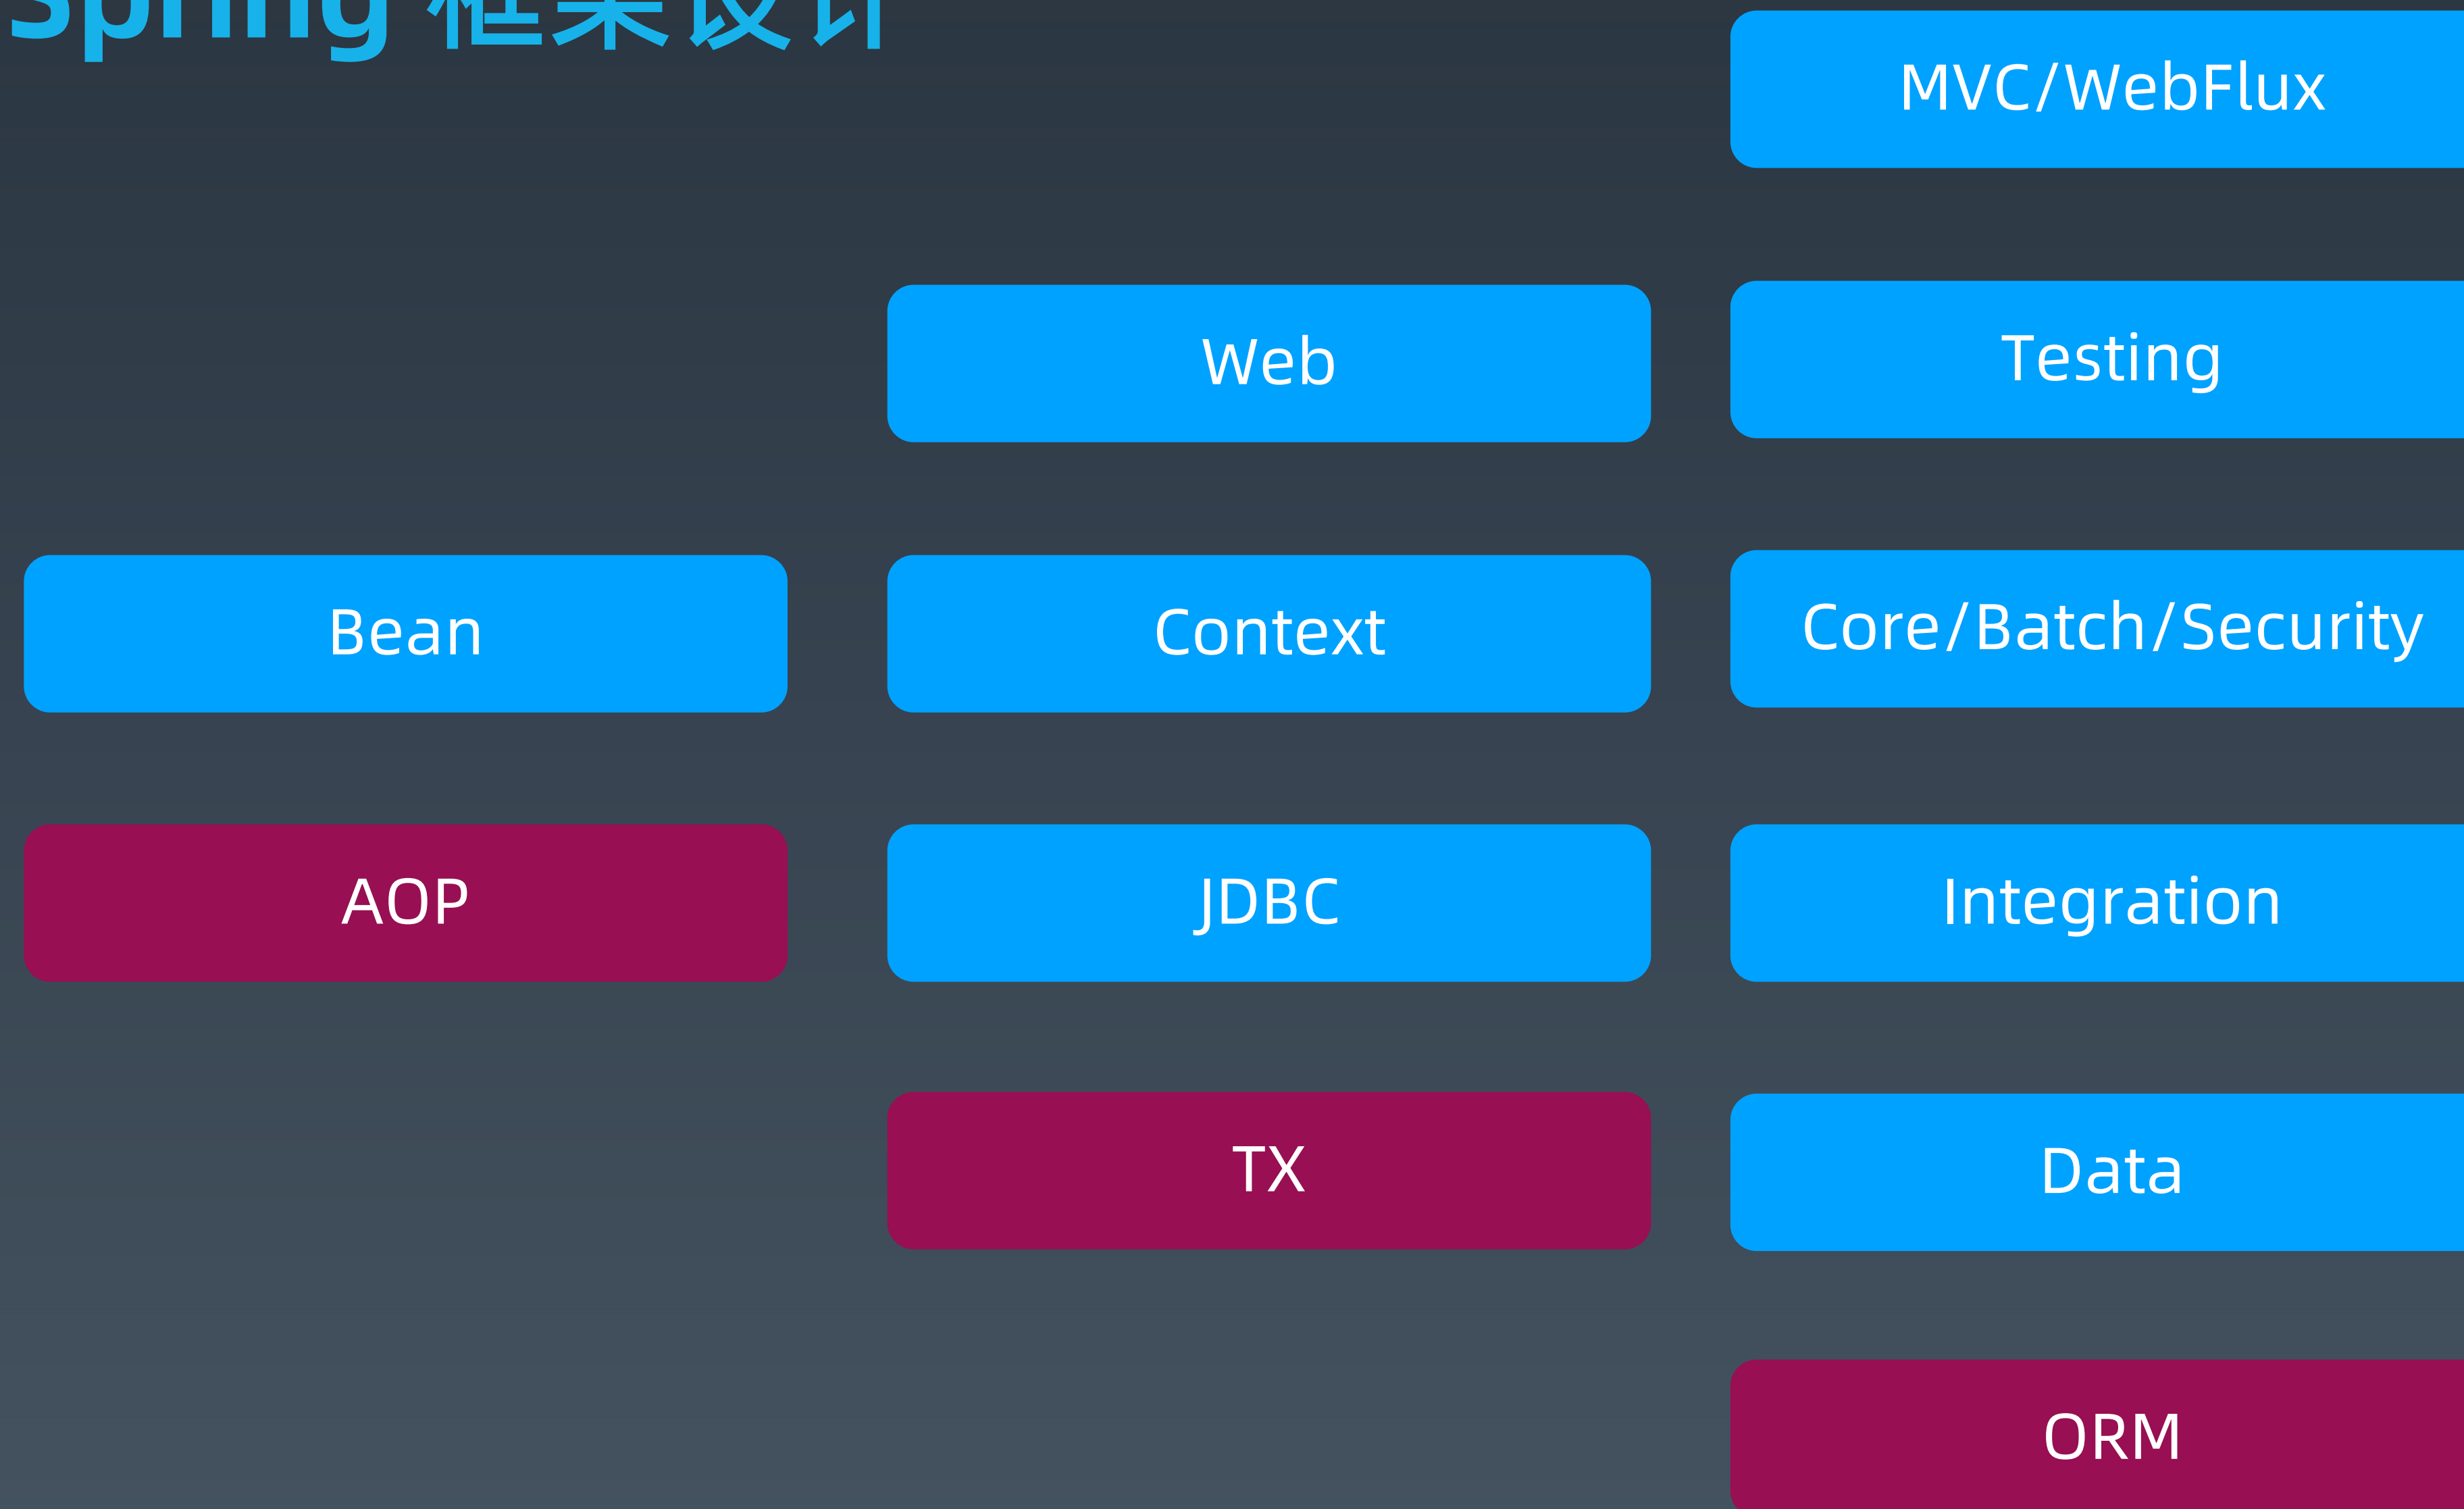 Spring 框架设计
MVC/WebFlux
Web
Testing
Bean
Context
Core/Batch/Security
AOP
JDBC
Integration
TX
Data
ORM